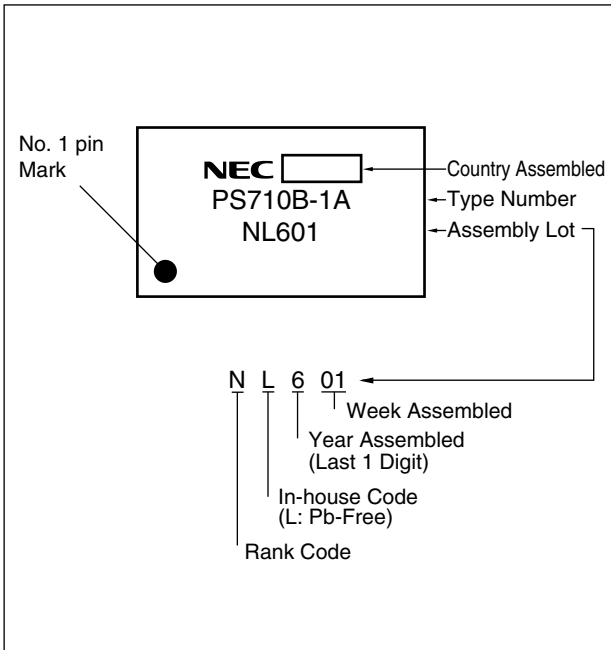 No. 1 pin
Mark
NEC
Country Assembled
PS710B-1A
Type Number
NL601
Assembly Lot
N L 6 01
Week Assembled
Year Assembled
(Last 1 Digit)
In-house Code
(L: Pb-Free)
Rank Code